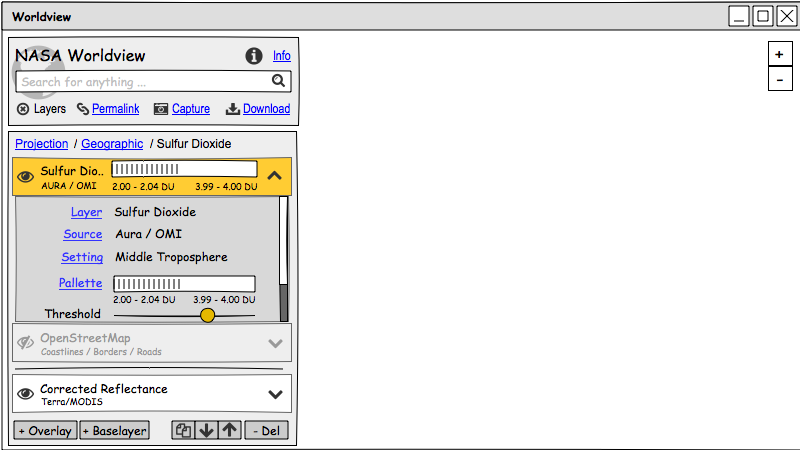 Worldview
NASA Worldview
Info
Search for anything ...
Layers Permalink Capture Download
Projection / Geographic / Sulfur Dioxide
Sulfur Dio..
AURA / OMI
2.00 - 2.04 DU 3.99 - 4.00 DU
Layer Sulfur Dioxide
Source Aura / OMI
Setting Middle Troposphere
Pallette
2.00 - 2.04 DU 3.99 - 4.00 DU
Threshold
OpenStreetMap
Coastlines / Borders / Roads
Corrected Reflectance
Terra/MODIS
+ Overlay + Baselayer - Del
+
-